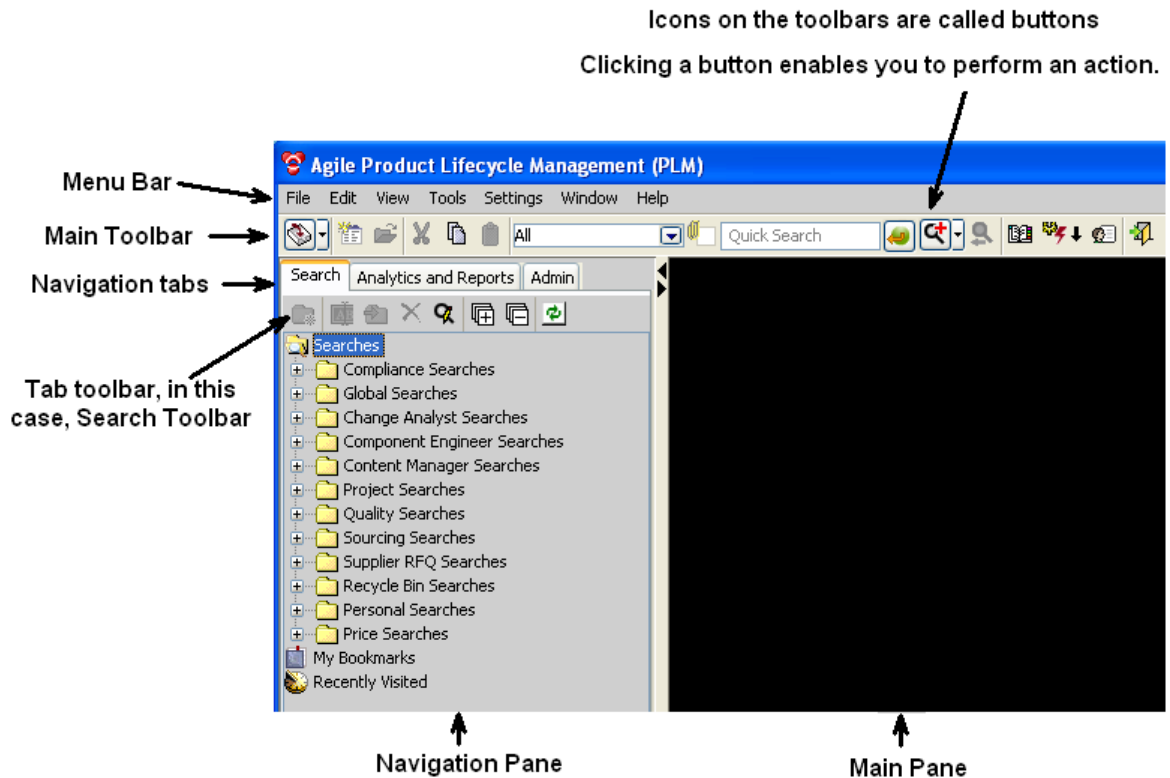 Icons on the toolbars are called buttons
Clicking a button enables you to perform an action.
Agile Product Lifecycle Management (PLM)
Menu Bar
File Edit View Tools Settings Window Help
Main Toolbar
All
Quick Search
Navigation tabs
Search Analytics and Reports Admin
Searches
Compliance Searches
Global Searches
Tab toolbar, in this
case, Search Toolbar
Change Analyst Searches
Component Engineer Searches
Content Manager Searches
Project Searches
Quality Searches
Sourcing Searches
Supplier RFQ Searches
Recycle Bin Searches
Personal Searches
Price Searches
My Bookmarks
Recently Visited
Navigation Pane
Main Pane